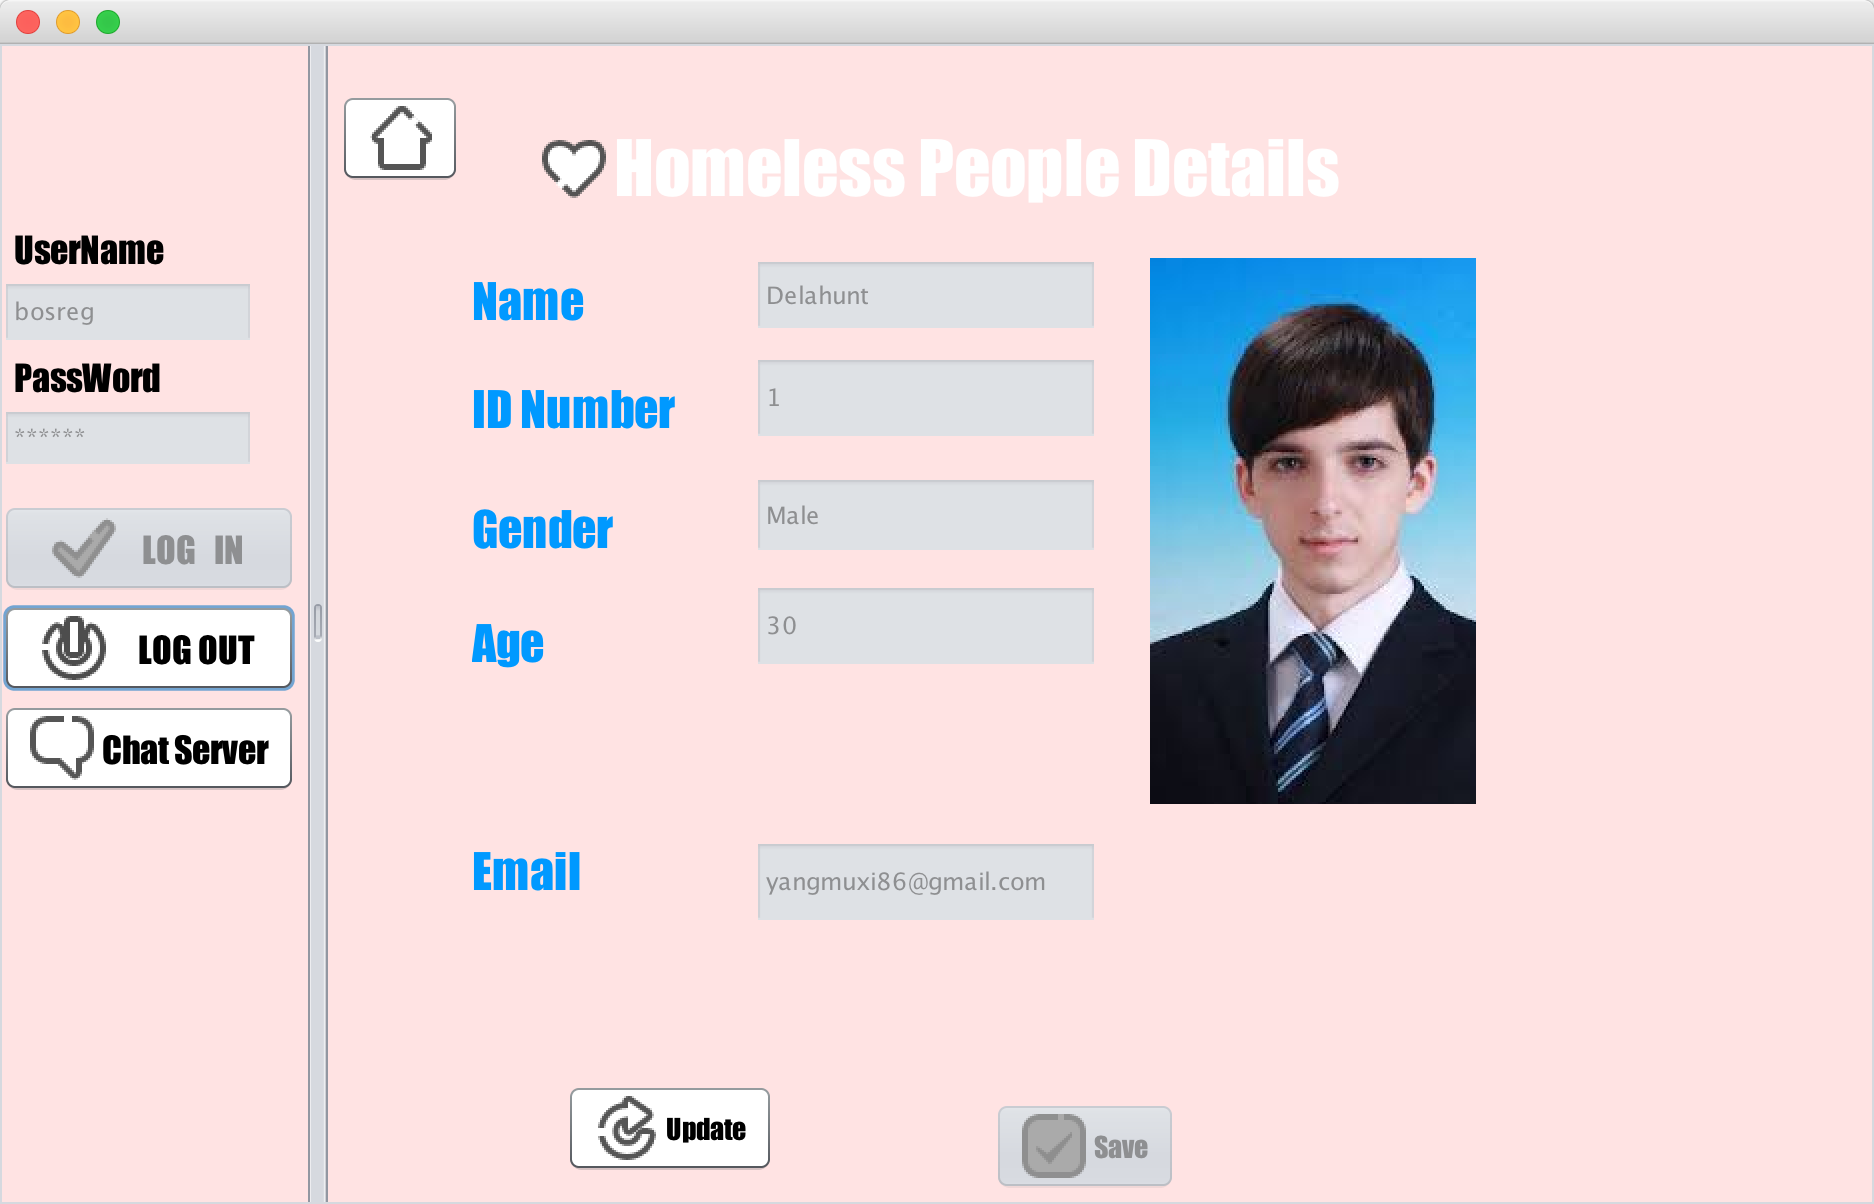 UserName
bosreg
PassWord
******
LOG IN
LOG OUT
Chat Server
Homeless People Details
Name
Delahunt
ID Number
1
Gender
Male
Age
30
Email
yangmuxi86@gmail.com
Update
Save